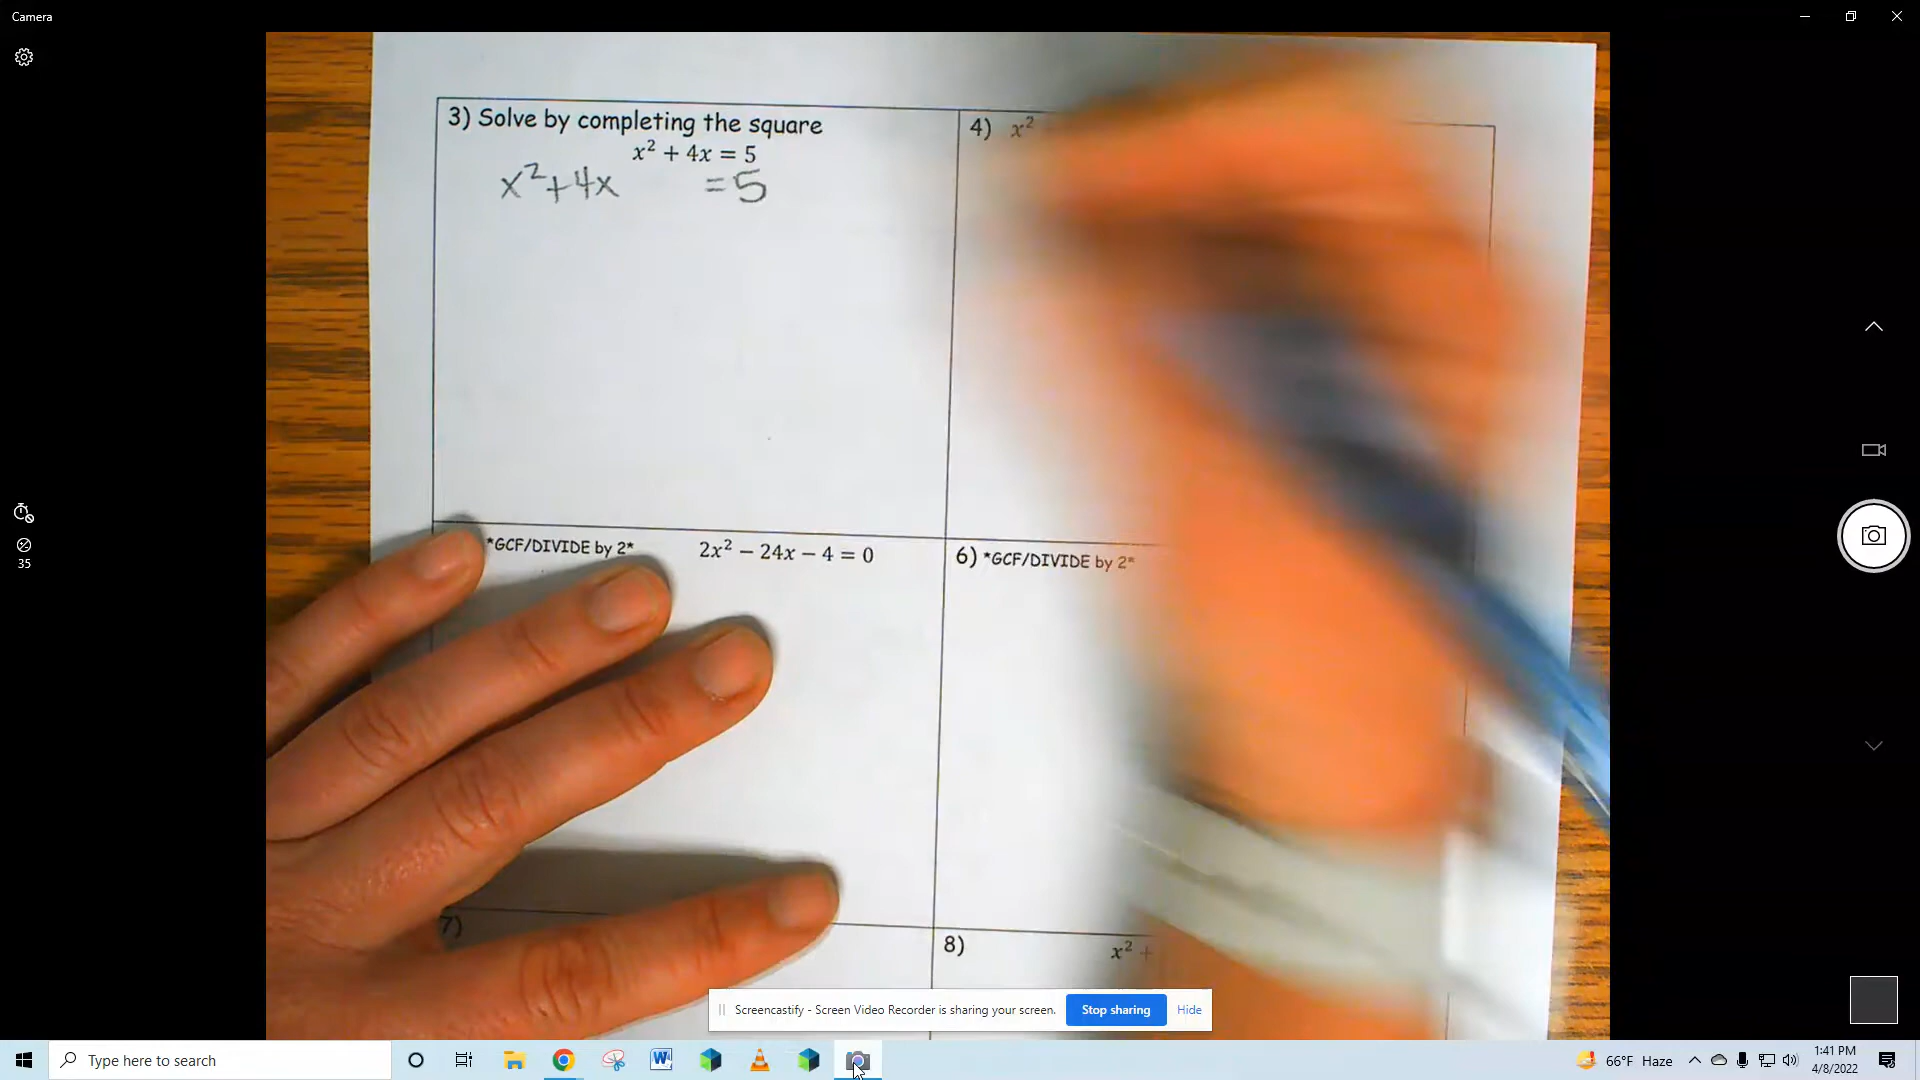 Camera
3) Solve by completing the square
x² + 4x = 5
x²+4x = 5
4) x²
*GCF/DIVIDE by 2* 2x² − 24x − 4 = 0
6) *GCF/DIVIDE by 2*
7)
8) x² +
35
Screencastify - Screen Video Recorder is sharing your screen. Stop sharing Hide
Type here to search
66°F Haze
1:41 PM
4/8/2022